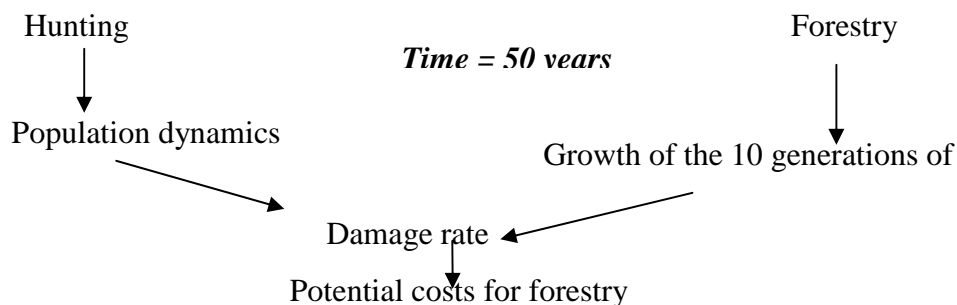 Hunting
Forestry
Time = 50 years
Population dynamics
Growth of the 10 generations of
Damage rate
Potential costs for forestry